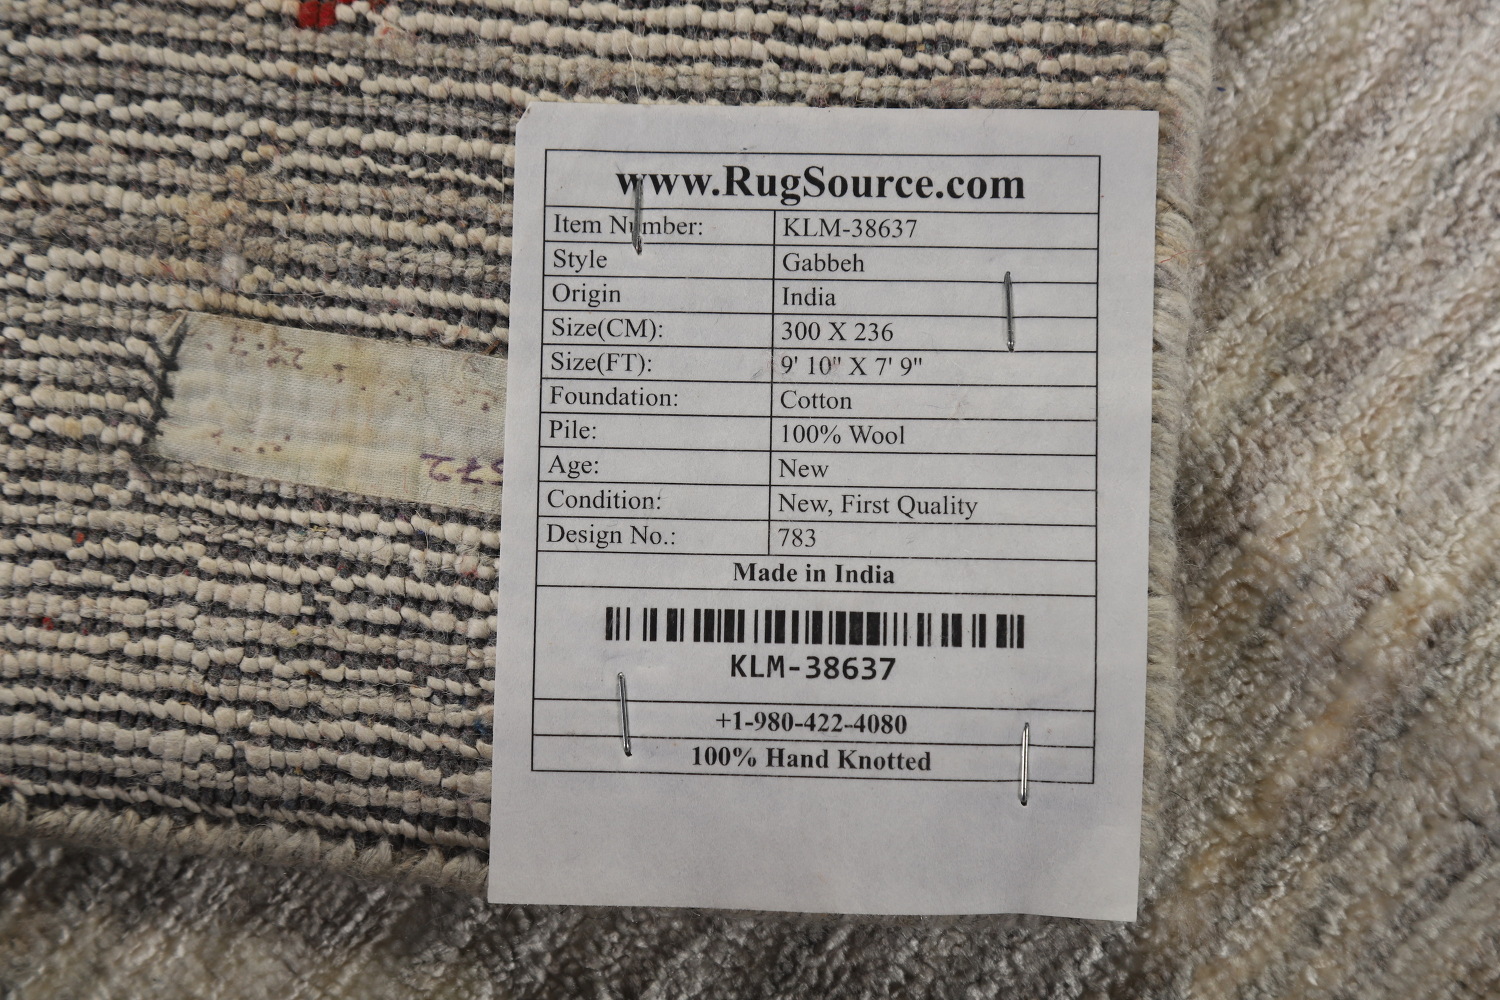 www.RugSource.com
Item Number: KLM-38637
Style Gabbeh
Origin India
Size(CM): 300 X 236
Size(FT): 9' 10" X 7' 9"
Foundation: Cotton
Pile: 100% Wool
Age: New
Condition: New, First Quality
Design No.: 783
Made in India
KLM-38637
+1-980-422-4080
100% Hand Knotted